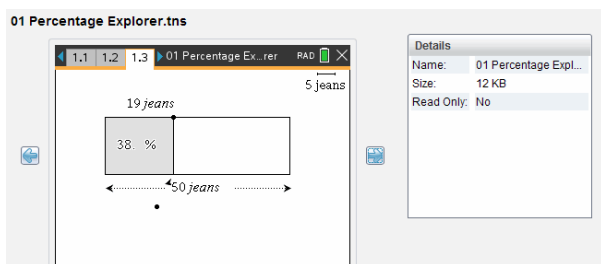 01 Percentage Explorer.tns
1.1 1.2 1.3 01 Percentage Ex...rer RAD
5 jeans
19 jeans
38. %
50 jeans
Details
Name: 01 Percentage Expl...
Size: 12 KB
Read Only: No